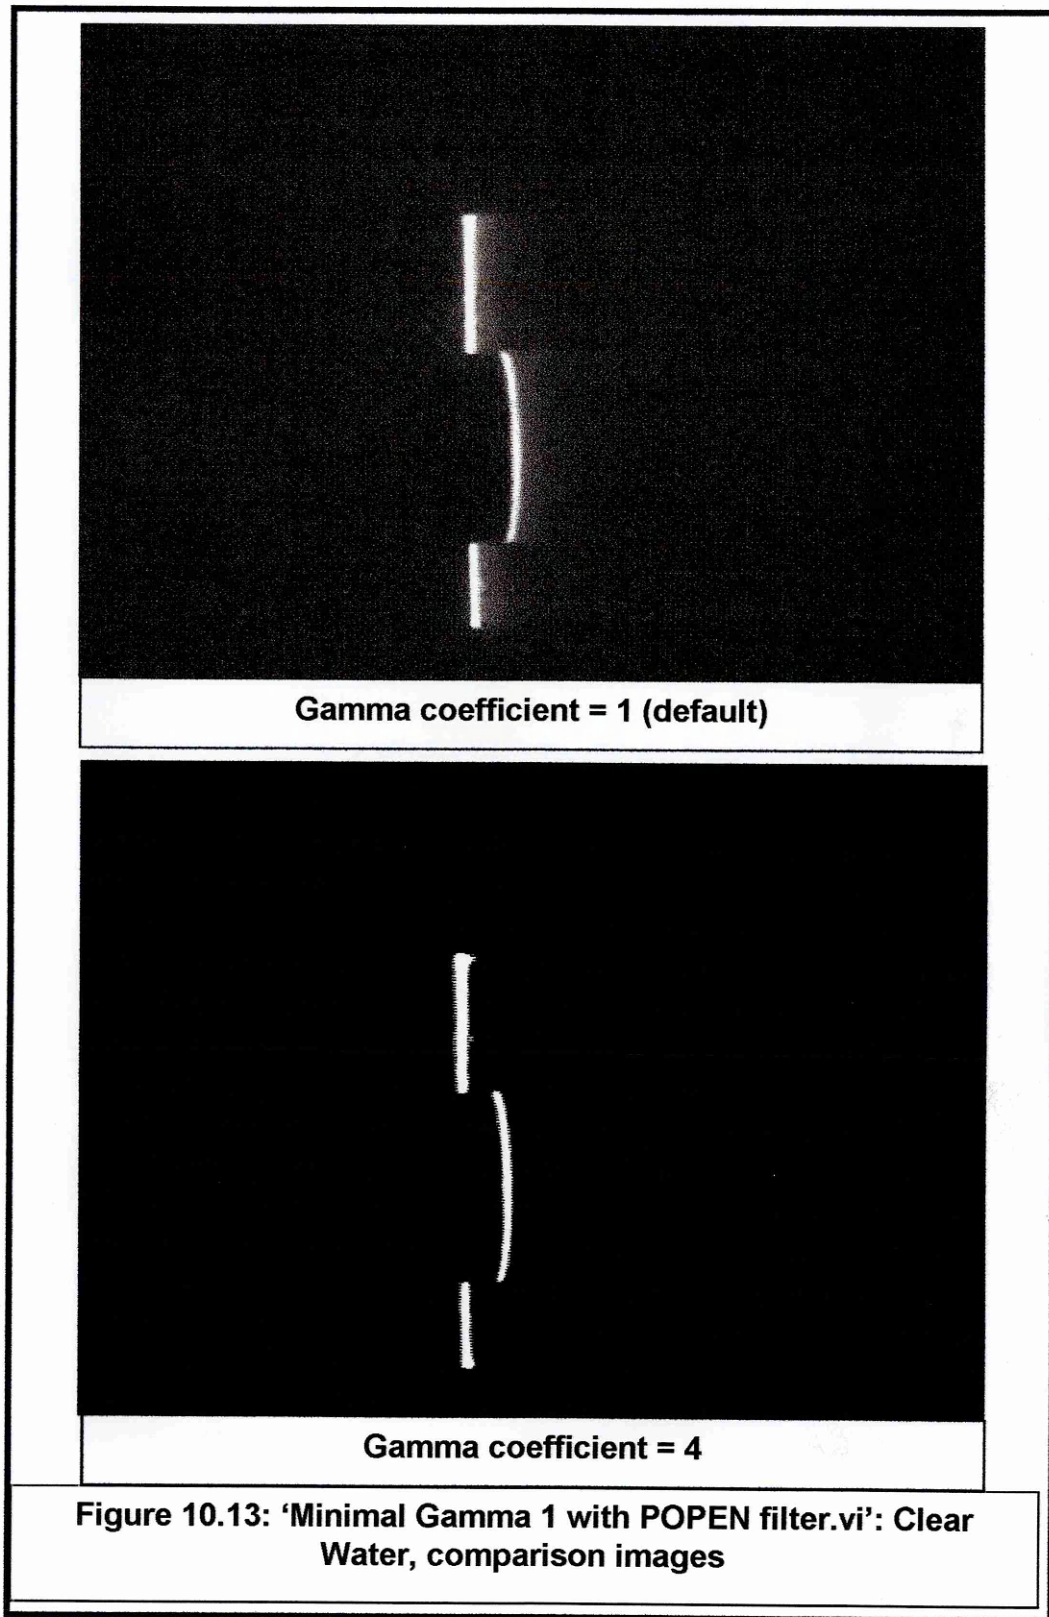 Gamma coefficient = 1 (default)
Gamma coefficient = 4
Figure 10.13: ‘Minimal Gamma 1 with POPEN filter.vi’: Clear
Water, comparison images